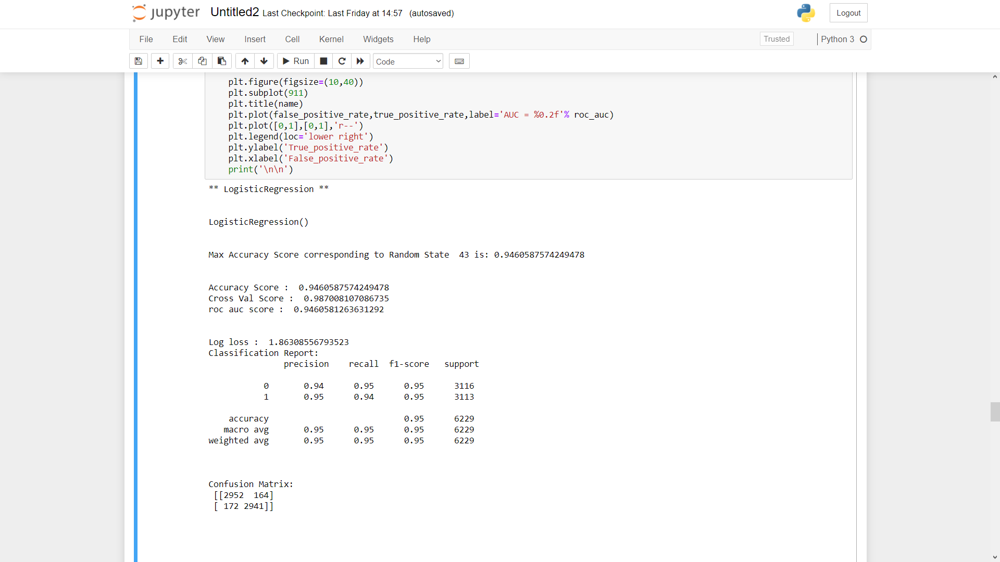 jupyter Untitled2 Last Checkpoint: Last Friday at 14:57 (autosaved) Logout
File Edit View Insert Cell Kernel Widgets Help Trusted Python 3
Run Code
plt.figure(figsize=(10,40))
plt.subplot(911)
plt.title(name)
plt.plot(false_positive_rate,true_positive_rate,label='AUC = %0.2f'% roc_auc)
plt.plot([0,1],[0,1],'r--')
plt.legend(loc='lower right')
plt.ylabel('True_positive_rate')
plt.xlabel('False_positive_rate')
print('\n\n')
** LogisticRegression **
LogisticRegression()
Max Accuracy Score corresponding to Random State  43 is: 0.9460587574249478
Accuracy Score :  0.9460587574249478
Cross Val Score :  0.987008107086735
roc auc score :  0.9460581263631292
Log loss :  1.86308556793523
Classification Report:
precision    recall  f1-score   support
0       0.94      0.95      0.95      3116
1       0.95      0.94      0.95      3113
accuracy                           0.95      6229
macro avg       0.95      0.95      0.95      6229
weighted avg       0.95      0.95      0.95      6229
Confusion Matrix:
[[2952  164]
[ 172 2941]]